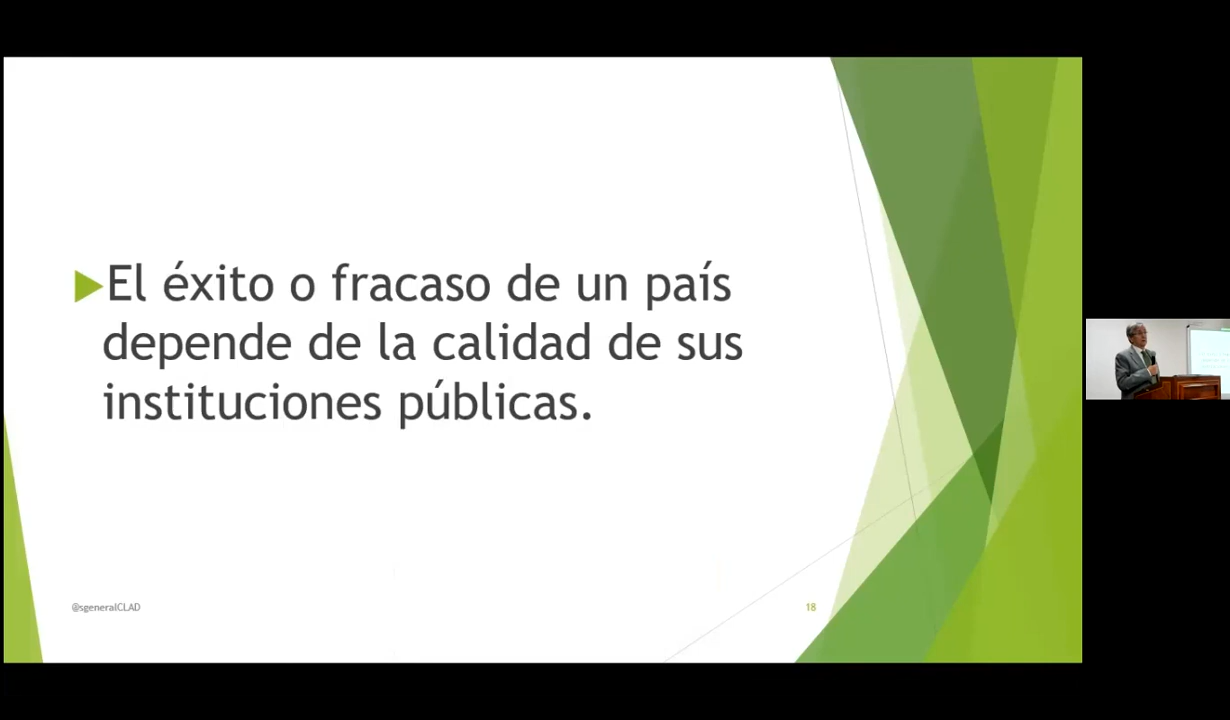 El éxito o fracaso de un país
depende de la calidad de sus
instituciones públicas.
@sgeneralCLAD
18